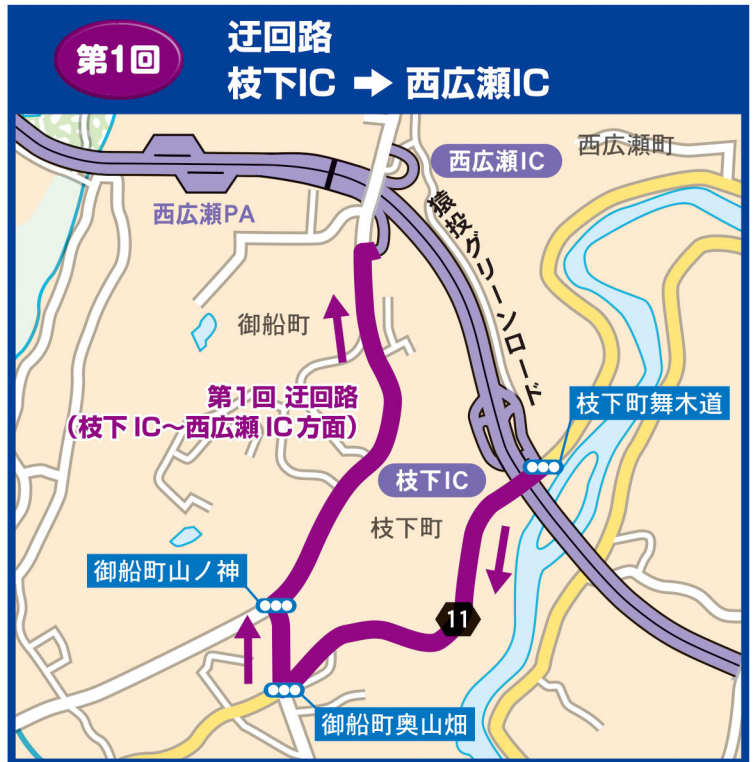 第1回
迂回路
枝下IC ➡ 西広瀬IC
西広瀬IC
西広瀬町
西広瀬PA
猿投グリーンロード
御船町
第1回 迂回路
(枝下IC〜西広瀬IC方面)
枝下町舞木道
枝下IC
枝下町
御船町山ノ神
11
御船町奥山畑